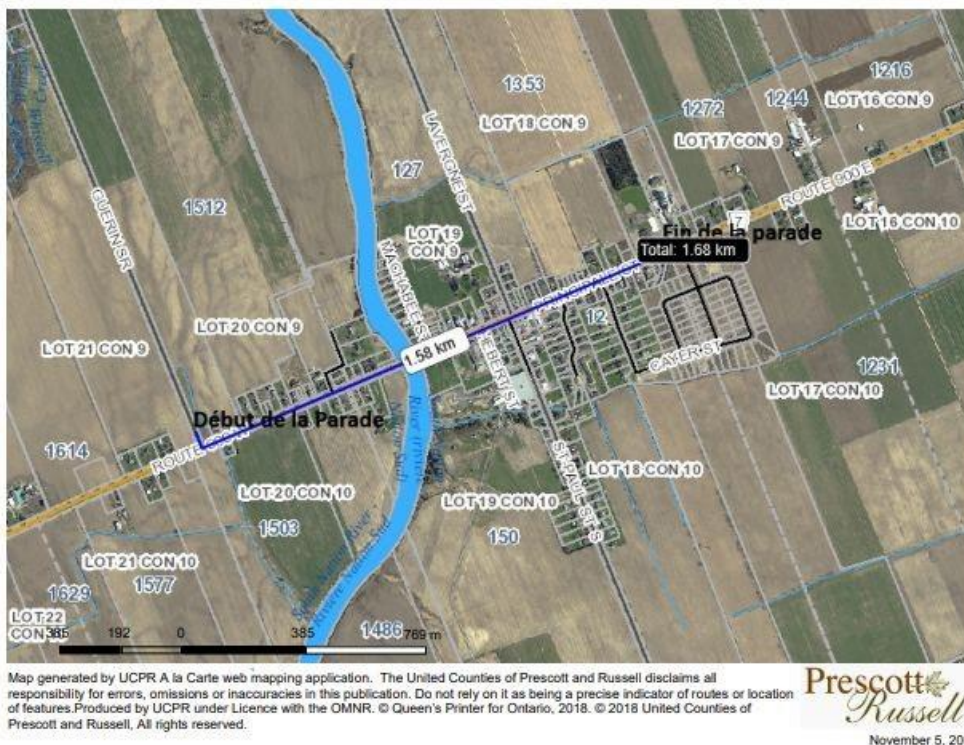 1353
1216
LOT 18 CON 9
1272
1244
LOT 16 CON 9
LAVERGNE ST
LOT 17 CON 9
127
ROUTE 900 E
GUERIN SR
1512
7
LOT 16 CON 10
LOT 19
CON 9
Fin de la parade
Total: 1.68 km
MACHABEE ST
LOT 20 CON 9
12
LOT 21 CON 9
1.58 km
CAYER ST
1231
LOT 17 CON 10
Début de la Parade
1614
ROUTE
ST-PAUL ST S
LOT 18 CON 10
LOT 20 CON 10
LOT 19 CON 10
1503
150
LOT 21 CON 10
1577
1629
LOT 22
CON
385 192 0 385 769 m
1486
Map generated by UCPR A la Carte web mapping application. The United Counties of Prescott and Russell disclaims all
responsibility for errors, omissions or inaccuracies in this publication. Do not rely on it as being a precise indicator of routes or location
of features.Produced by UCPR under Licence with the OMNR. © Queen's Printer for Ontario, 2018. © 2018 United Counties of
Prescott and Russell, All rights reserved.
Prescott
Russell
November 5, 20